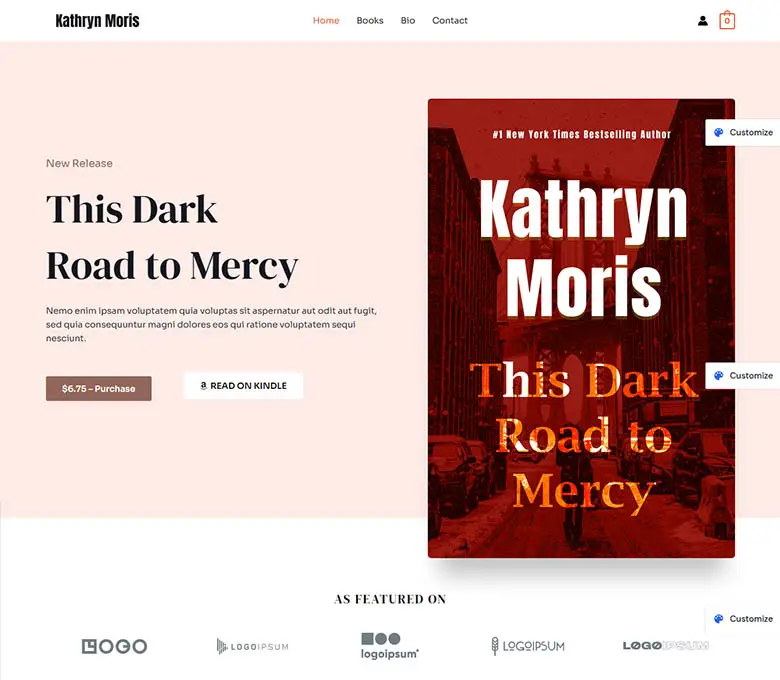 Kathryn Moris
Home Books Bio Contact
0
New Release
This Dark
Road to Mercy
Nemo enim ipsam voluptatem quia voluptas sit aspernatur aut odit aut fugit,
sed quia consequuntur magni dolores eos qui ratione voluptatem sequi
nesciunt.
$6.75 – Purchase
READ ON KINDLE
#1 New York Times Bestselling Author
Kathryn
Moris
This Dark
Road to
Mercy
Customize
Customize
AS FEATURED ON
Customize
LOGO
LOGOIPSUM
logoipsum
LOGOIPSUM
LOGOIPSUM